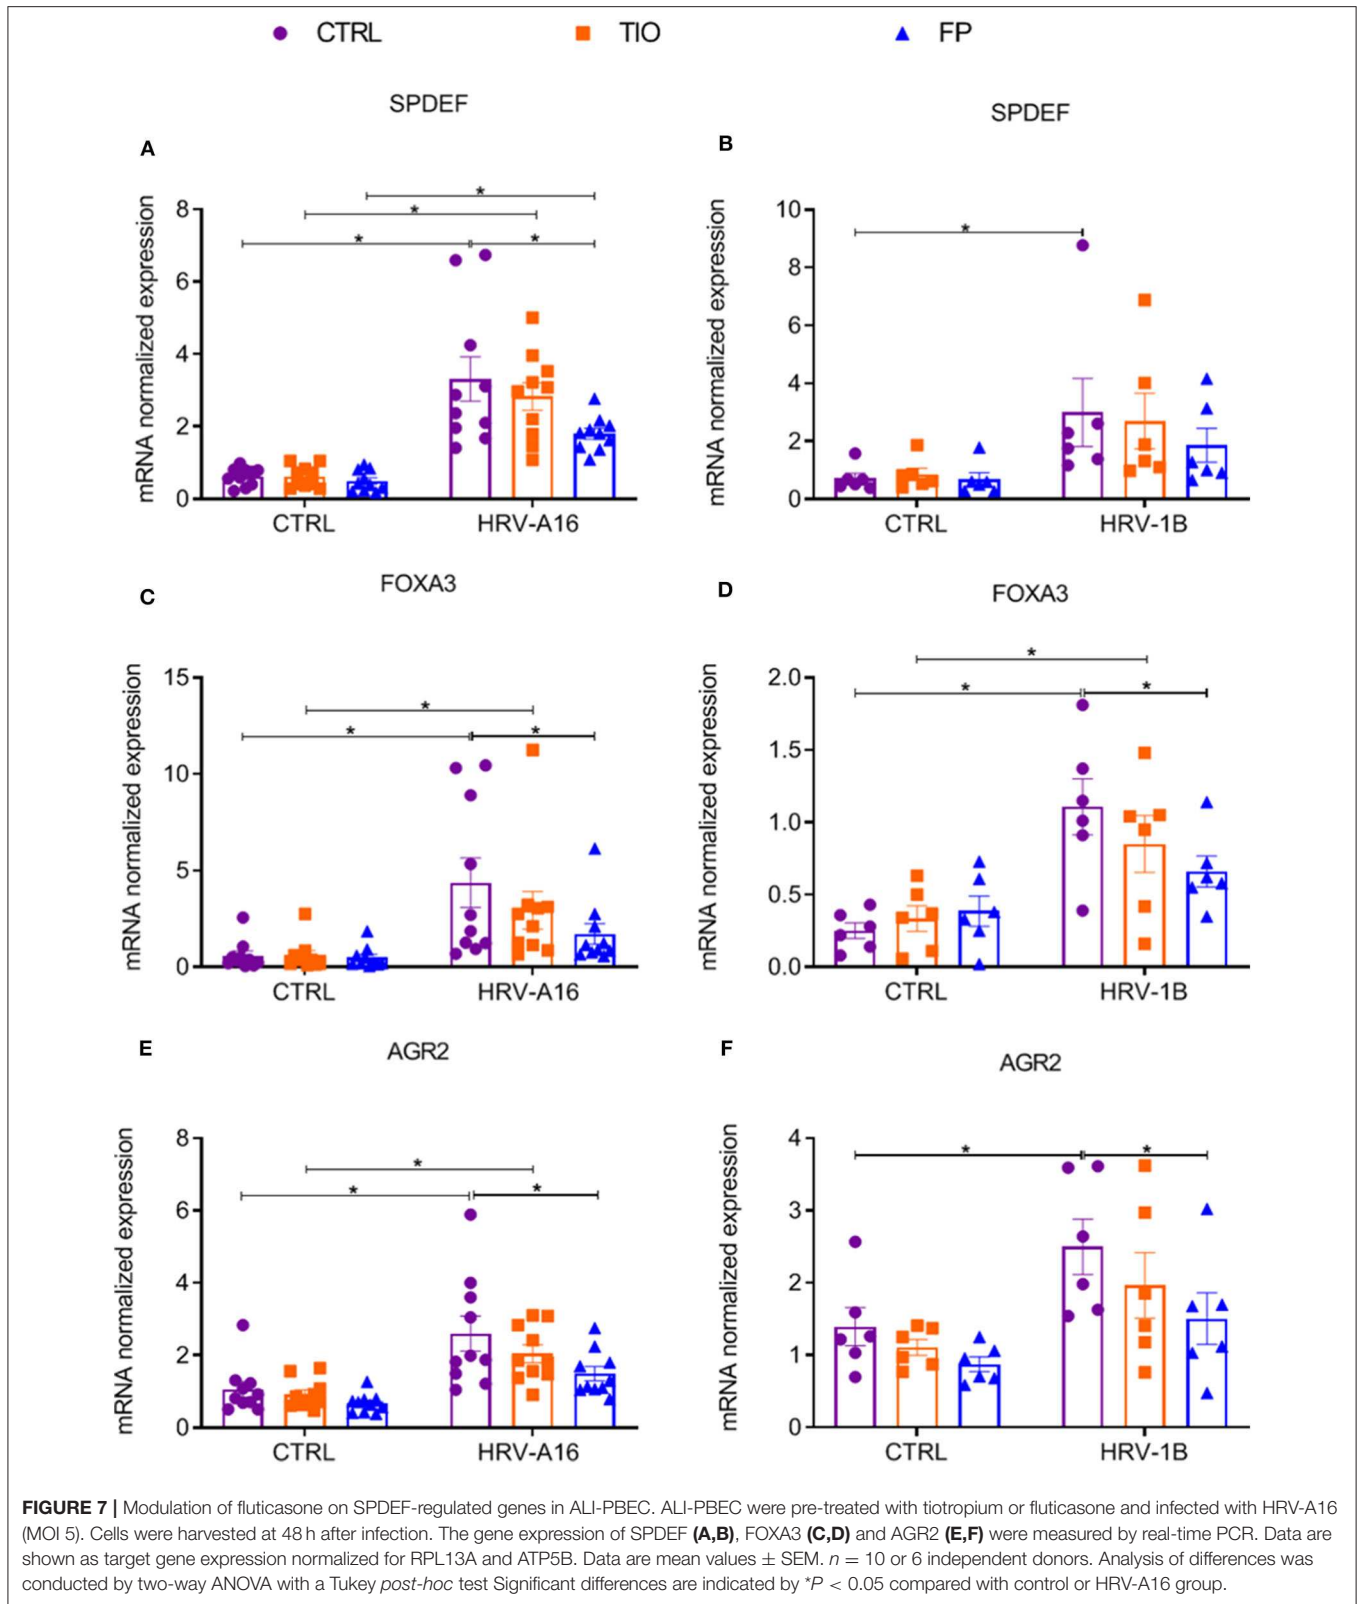 CTRL TIO FP
SPDEF
SPDEF
A
B
mRNA normalized expression
8
6
4
2
0
* * * *
CTRL HRV-A16
mRNA normalized expression
10
8
6
4
2
0
*
CTRL HRV-1B
FOXA3
FOXA3
C
D
mRNA normalized expression
15
10
5
0
* * *
CTRL HRV-A16
mRNA normalized expression
2.0
1.5
1.0
0.5
0.0
* * *
CTRL HRV-1B
AGR2
AGR2
E
F
mRNA normalized expression
8
6
4
2
0
* * *
CTRL HRV-A16
mRNA normalized expression
4
3
2
1
0
* *
CTRL HRV-1B
FIGURE 7 | Modulation of fluticasone on SPDEF-regulated genes in ALI-PBEC. ALI-PBEC were pre-treated with tiotropium or fluticasone and infected with HRV-A16
(MOI 5). Cells were harvested at 48 h after infection. The gene expression of SPDEF (A,B), FOXA3 (C,D) and AGR2 (E,F) were measured by real-time PCR. Data are
shown as target gene expression normalized for RPL13A and ATP5B. Data are mean values ± SEM. n = 10 or 6 independent donors. Analysis of differences was
conducted by two-way ANOVA with a Tukey post-hoc test Significant differences are indicated by *P < 0.05 compared with control or HRV-A16 group.